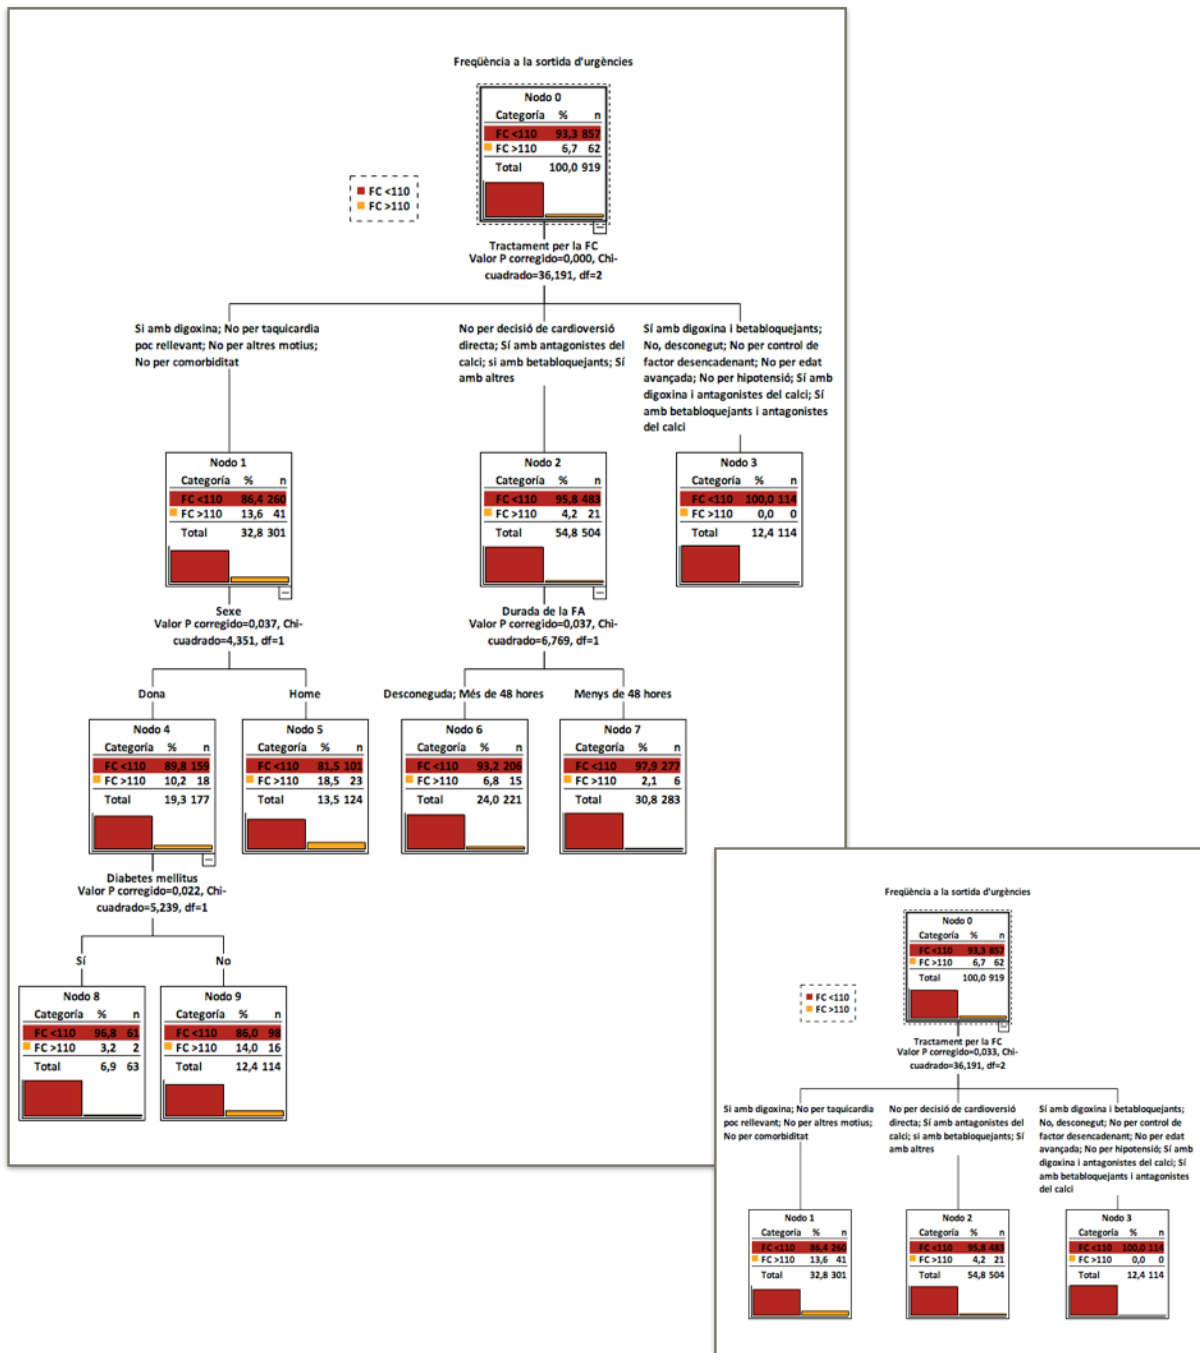 Freqüència a la sortida d'urgències
Nodo 0
Categoría % n
FC <110 93,3 857
FC >110 6,7 62
Total 100,0 919
FC <110
FC >110
Tractament per la FC
Valor P corregido=0,000, Chi-
cuadrado=36,191, df=2
Si amb digoxina; No per taquicardia
poc rellevant; No per altres motius;
No per comorbiditat
No per decisió de cardioversió
directa; Sí amb antagonistes del
calci; si amb betabloquejants; Sí
amb altres
Sí amb digoxina i betabloquejants;
No, desconegut; No per control de
factor desencadenant; No per edat
avançada; No per hipotensió; Sí amb
digoxina i antagonistes del calci; Sí
amb betabloquejants i antagonistes
del calci
Nodo 1
Categoría % n
FC <110 86,4 260
FC >110 13,6 41
Total 32,8 301
Nodo 2
Categoría % n
FC <110 95,8 483
FC >110 4,2 21
Total 54,8 504
Nodo 3
Categoría % n
FC <110 100,0 114
FC >110 0,0 0
Total 12,4 114
Sexe
Valor P corregido=0,037, Chi-
cuadrado=4,351, df=1
Durada de la FA
Valor P corregido=0,037, Chi-
cuadrado=6,769, df=1
Dona
Home
Desconeguda; Més de 48 hores
Menys de 48 hores
Nodo 4
Categoría % n
FC <110 89,8 159
FC >110 10,2 18
Total 19,3 177
Nodo 5
Categoría % n
FC <110 81,5 101
FC >110 18,5 23
Total 13,5 124
Nodo 6
Categoría % n
FC <110 93,2 206
FC >110 6,8 15
Total 24,0 221
Nodo 7
Categoría % n
FC <110 97,9 277
FC >110 2,1 6
Total 30,8 283
Diabetes mellitus
Valor P corregido=0,022, Chi-
cuadrado=5,239, df=1
Sí
No
Nodo 8
Categoría % n
FC <110 96,8 61
FC >110 3,2 2
Total 6,9 63
Nodo 9
Categoría % n
FC <110 86,0 98
FC >110 14,0 16
Total 12,4 114
Freqüència a la sortida d'urgències
Nodo 0
Categoría % n
FC <110 93,3 857
FC >110 6,7 62
Total 100,0 919
FC <110
FC >110
Tractament per la FC
Valor P corregido=0,033, Chi-
cuadrado=36,191, df=2
Si amb digoxina; No per taquicardia
poc rellevant; No per altres motius;
No per comorbiditat
No per decisió de cardioversió
directa; Sí amb antagonistes del
calci; si amb betabloquejants; Sí
amb altres
Sí amb digoxina i betabloquejants;
No, desconegut; No per control de
factor desencadenant; No per edat
avançada; No per hipotensió; Sí amb
digoxina i antagonistes del calci; Sí
amb betabloquejants i antagonistes
del calci
Nodo 1
Categoría % n
FC <110 86,4 260
FC >110 13,6 41
Total 32,8 301
Nodo 2
Categoría % n
FC <110 95,8 483
FC >110 4,2 21
Total 54,8 504
Nodo 3
Categoría % n
FC <110 100,0 114
FC >110 0,0 0
Total 12,4 114